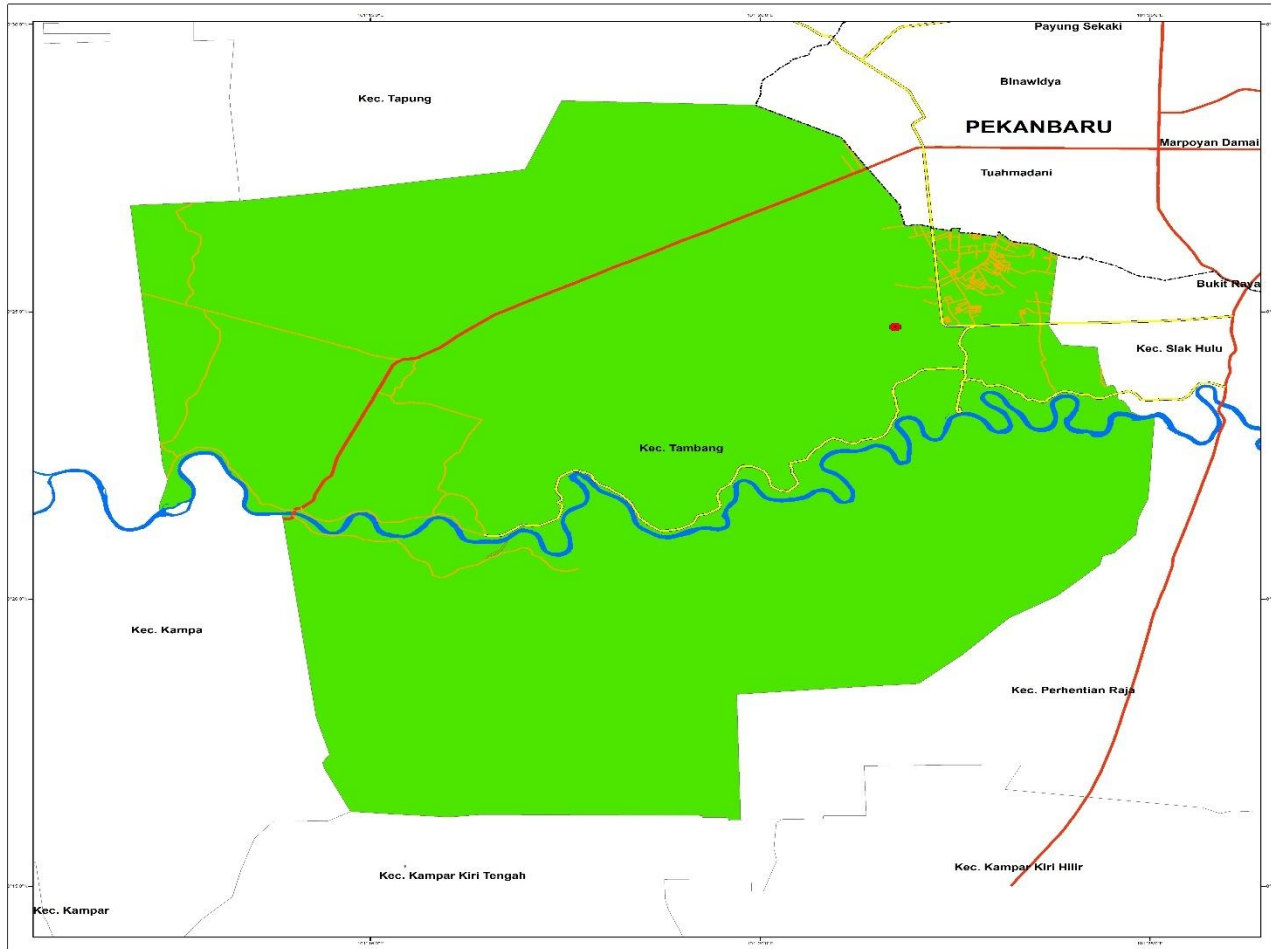 Payung Sekaki
Binawidya
Kec. Tapung
PEKANBARU
Marpoyan Damai
Tuahmadani
Bukit Raya
Kec. Siak Hulu
Kec. Tambang
Kec. Kampa
Kec. Perhentian Raja
Kec. Kampar Kiri Tengah
Kec. Kampar Kiri Hilir
Kec. Kampar